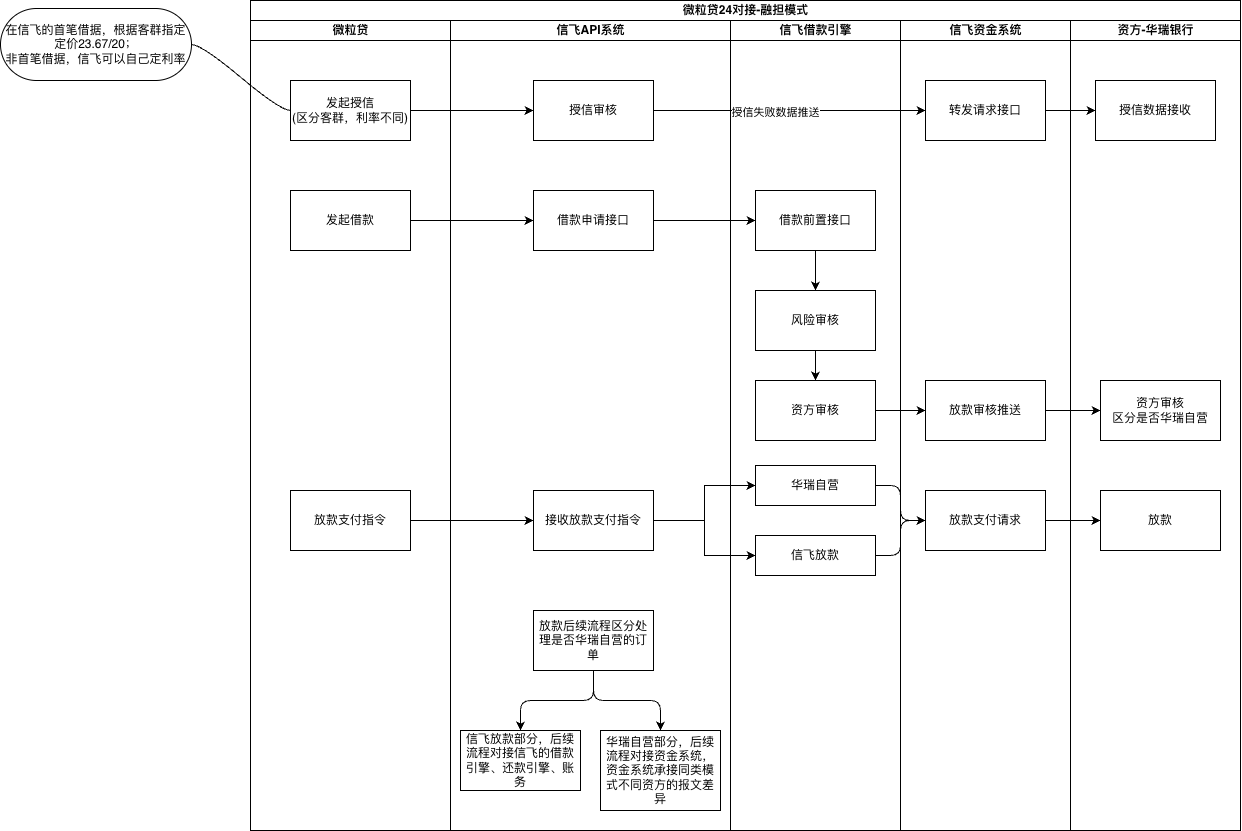 微粒贷24对接-融担模式
微粒贷
信飞API系统
信飞借款引擎
信飞资金系统
资方-华瑞银行
在信飞的首笔借据，根据客群指定
定价23.67/20；
非首笔借据，信飞可以自己定利率
发起授信
(区分客群，利率不同)
授信审核
授信失败数据推送
转发请求接口
授信数据接收
发起借款
借款申请接口
借款前置接口
风险审核
资方审核
放款审核推送
资方审核
区分是否华瑞自营
放款支付指令
接收放款支付指令
华瑞自营
信飞放款
放款支付请求
放款
放款后续流程区分处
理是否华瑞自营的订
单
信飞放款部分，后续
流程对接信飞的借款
引擎、还款引擎、账
务
华瑞自营部分，后续
流程对接资金系统，
资金系统承接同类模
式不同资方的报文差
异